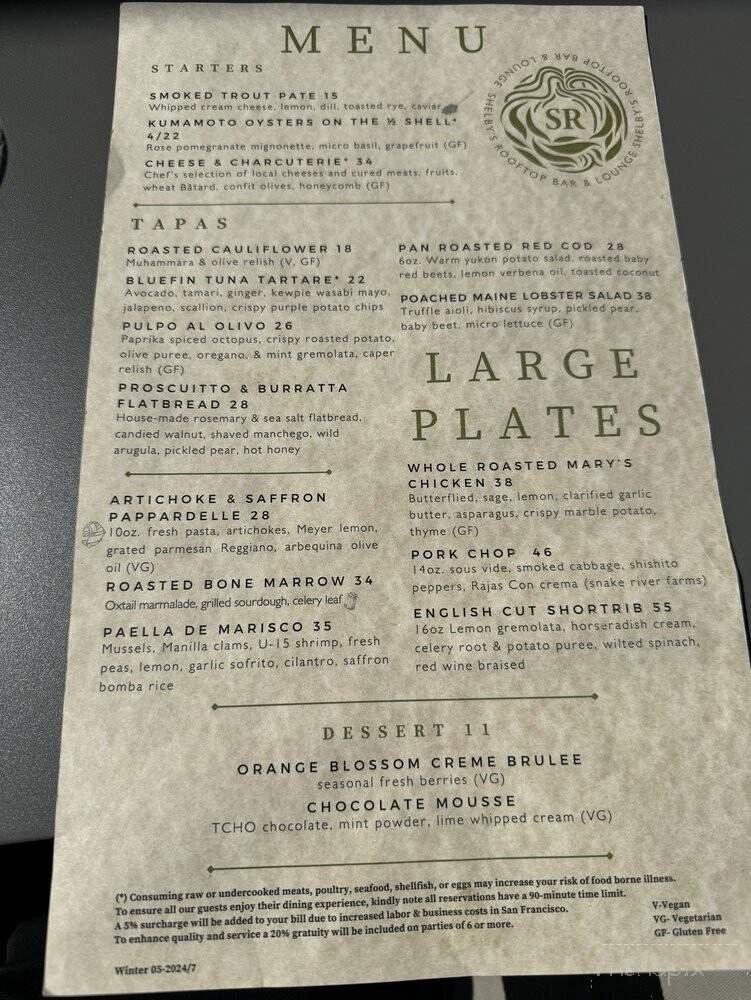 MENU
SHELBY'S ROOFTOP BAR & LOUNGE SHELBY'S ROOFTOP BAR & LOUNGE
SR
STARTERS
SMOKED TROUT PATE 15
Whipped cream cheese, lemon, dill, toasted rye, caviar
KUMAMOTO OYSTERS ON THE ½ SHELL*
4/22
Rose pomegranate mignonette, micro basil, grapefruit (GF)
CHEESE & CHARCUTERIE* 34
Chef's selection of local cheeses and cured meats, fruits,
wheat Bâtard, confit olives, honeycomb (GF)
TAPAS
ROASTED CAULIFLOWER 18
Muhammara & olive relish (V, GF)
BLUEFIN TUNA TARTARE* 22
Avocado, tamari, ginger, kewpie wasabi mayo,
jalapeno, scallion, crispy purple potato chips
PULPO AL OLIVO 26
Paprika spiced octopus, crispy roasted potato,
olive puree, oregano, & mint gremolata, caper
relish (GF)
PROSCUITTO & BURRATTA
FLATBREAD 28
House-made rosemary & sea salt flatbread,
candied walnut, shaved manchego, wild
arugula, pickled pear, hot honey
ARTICHOKE & SAFFRON
PAPPARDELLE 28
10oz. fresh pasta, artichokes, Meyer lemon,
grated parmesan Reggiano, arbequina olive
oil (VG)
ROASTED BONE MARROW 34
Oxtail marmalade, grilled sourdough, celery leaf
PAELLA DE MARISCO 35
Mussels, Manilla clams, U-15 shrimp, fresh
peas, lemon, garlic sofrito, cilantro, saffron
bomba rice
PAN ROASTED RED COD 28
6oz. Warm yukon potato salad, roasted baby
red beets, lemon verbena oil, toasted coconut
POACHED MAINE LOBSTER SALAD 38
Truffle aioli, hibiscus syrup, pickled pear,
baby beet, micro lettuce (GF)
LARGE
PLATES
WHOLE ROASTED MARY'S
CHICKEN 38
Butterflied, sage, lemon, clarified garlic
butter, asparagus, crispy marble potato,
thyme (GF)
PORK CHOP 46
14oz. sous vide, smoked cabbage, shishito
peppers, Rajas Con crema (snake river farms)
ENGLISH CUT SHORTRIB 55
16oz Lemon gremolata, horseradish cream,
celery root & potato puree, wilted spinach,
red wine braised
DESSERT 11
ORANGE BLOSSOM CREME BRULEE
seasonal fresh berries (VG)
CHOCOLATE MOUSSE
TCHO chocolate, mint powder, lime whipped cream (VG)
(*) Consuming raw or undercooked meats, poultry, seafood, shellfish, or eggs may increase your risk of food borne illness.
To ensure all our guests enjoy their dining experience, kindly note all reservations have a 90-minute time limit.
A 5% surcharge will be added to your bill due to increased labor & business costs in San Francisco.
To enhance quality and service a 20% gratuity will be included on parties of 6 or more.
V-Vegan
VG- Vegetarian
GF- Gluten Free
Winter 05-2024/7